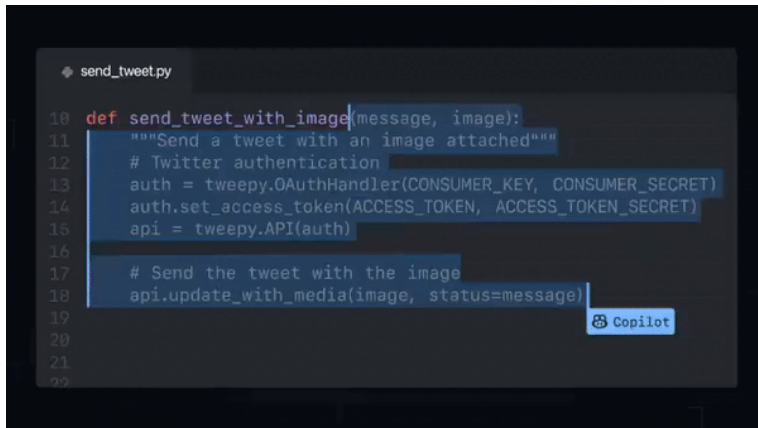 send_tweet.py
10 def send_tweet_with_image(message, image):
11 """Send a tweet with an image attached"""
12 # Twitter authentication
13 auth = tweepy.OAuthHandler(CONSUMER_KEY, CONSUMER_SECRET)
14 auth.set_access_token(ACCESS_TOKEN, ACCESS_TOKEN_SECRET)
15 api = tweepy.API(auth)
16
17 # Send the tweet with the image
18 api.update_with_media(image, status=message)
19
Copilot
20
21
22